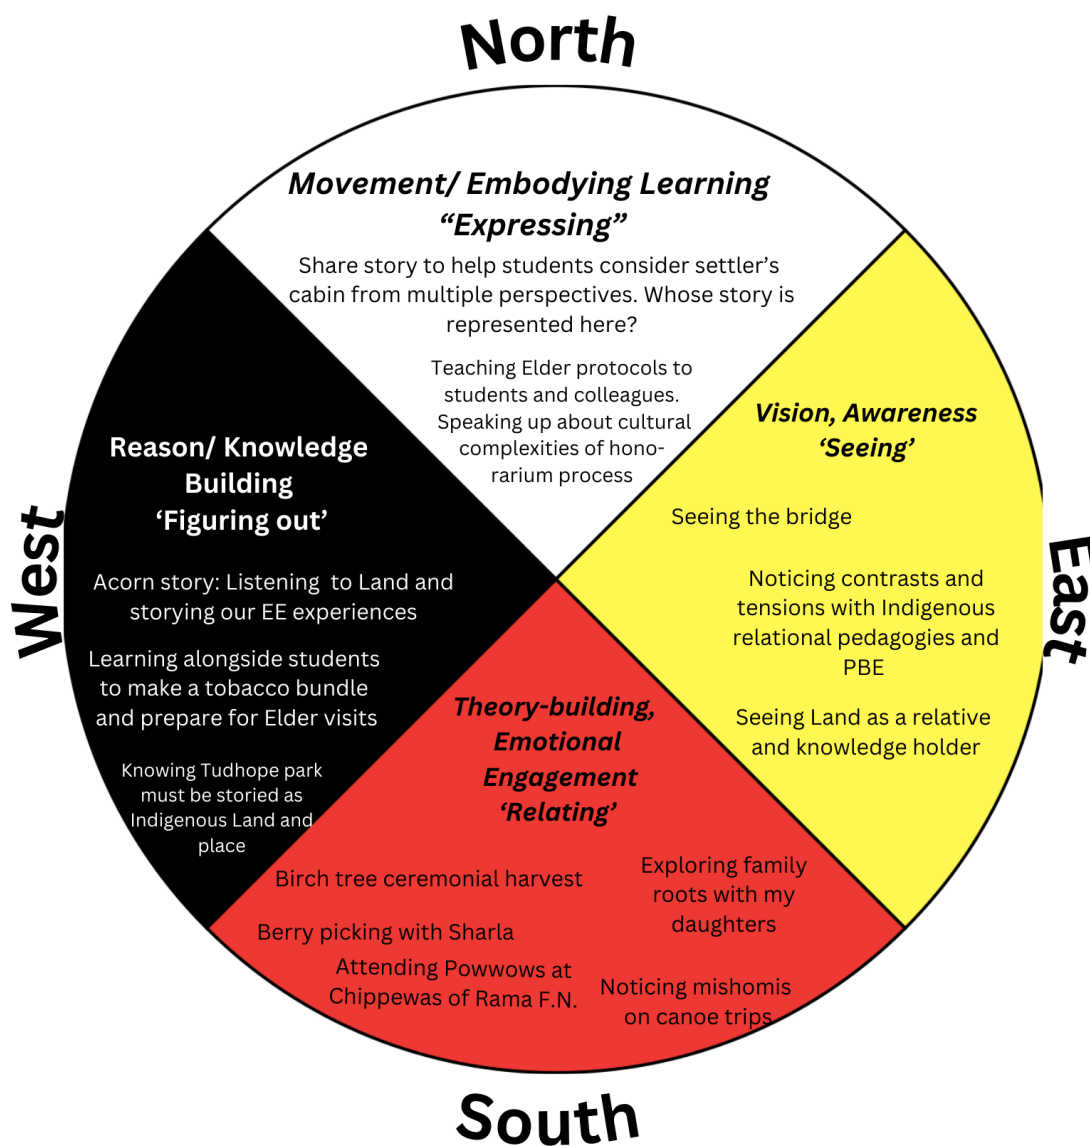 North
Movement/ Embodying Learning
“Expressing”
Share story to help students consider settler’s
cabin from multiple perspectives. Whose story is
represented here?
Teaching Elder protocols to
students and colleagues.
Speaking up about cultural
complexities of hono-
rarium process
East
Vision, Awareness
‘Seeing’
Seeing the bridge
Noticing contrasts and
tensions with Indigenous
relational pedagogies and
PBE
Seeing Land as a relative
and knowledge holder
South
Theory-building,
Emotional
Engagement
‘Relating’
Birch tree ceremonial harvest
Berry picking with Sharla
Attending Powwows at
Chippewas of Rama F.N.
Exploring family
roots with my
daughters
Noticing mishomis
on canoe trips
West
Reason/ Knowledge
Building
‘Figuring out’
Acorn story: Listening to Land and
storying our EE experiences
Learning alongside students
to make a tobacco bundle
and prepare for Elder visits
Knowing Tudhope park
must be storied as
Indigenous Land and
place